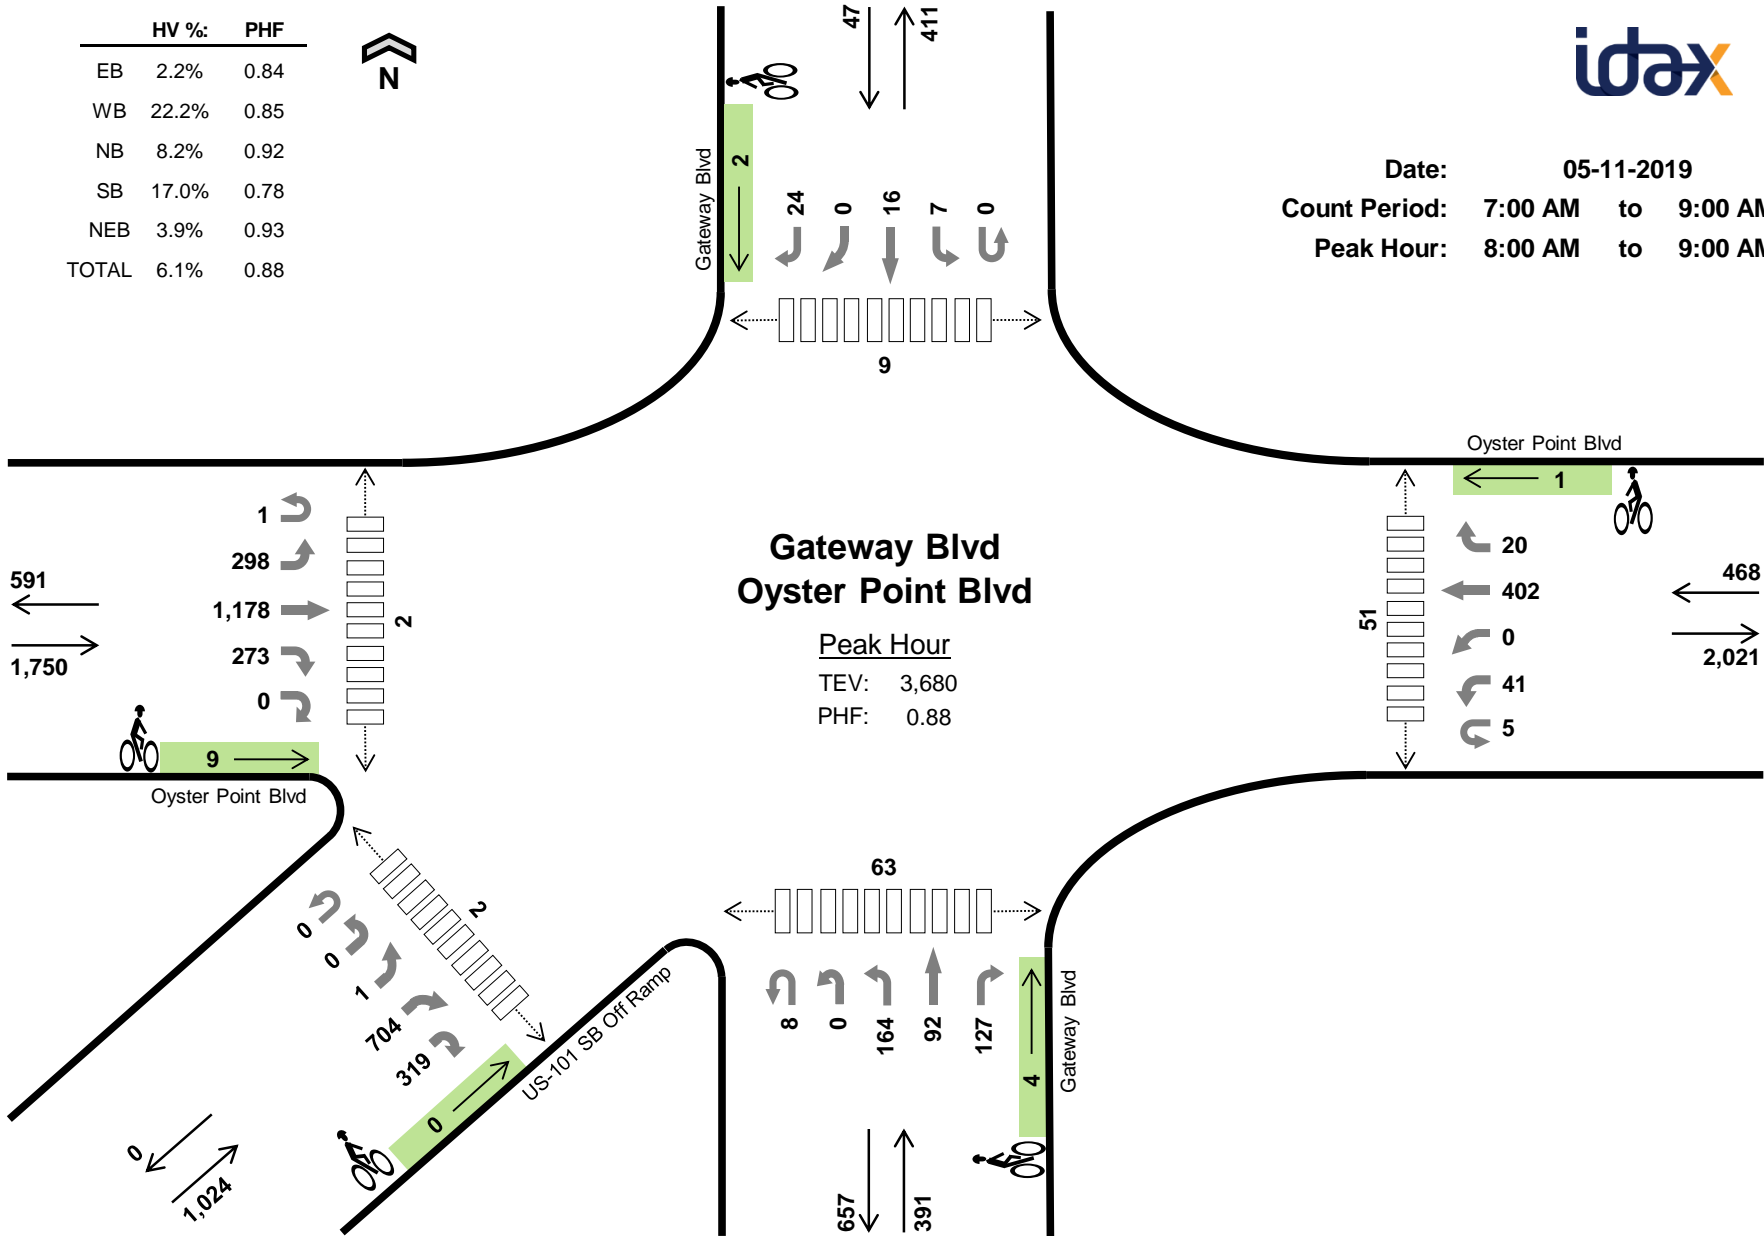 HV %: PHF
EB 2.2% 0.84
WB 22.2% 0.85
NB 8.2% 0.92
SB 17.0% 0.78
NEB 3.9% 0.93
TOTAL 6.1% 0.88
N
idax
Date: 05-11-2019
Count Period: 7:00 AM to 9:00 AM
Peak Hour: 8:00 AM to 9:00 AM
47
411
Gateway Blvd
2
24 0 16 7 0
9
Oyster Point Blvd
1
20
402
0
41
5
51
468
2,021
1
298
1,178
273
0
2
591
1,750
9
Oyster Point Blvd
Gateway Blvd
Oyster Point Blvd
Peak Hour
TEV: 3,680
PHF: 0.88
2
0
0
1
704
319
0
US-101 SB Off Ramp
0
1,024
63
8 0 164 92 127
4
Gateway Blvd
657
391